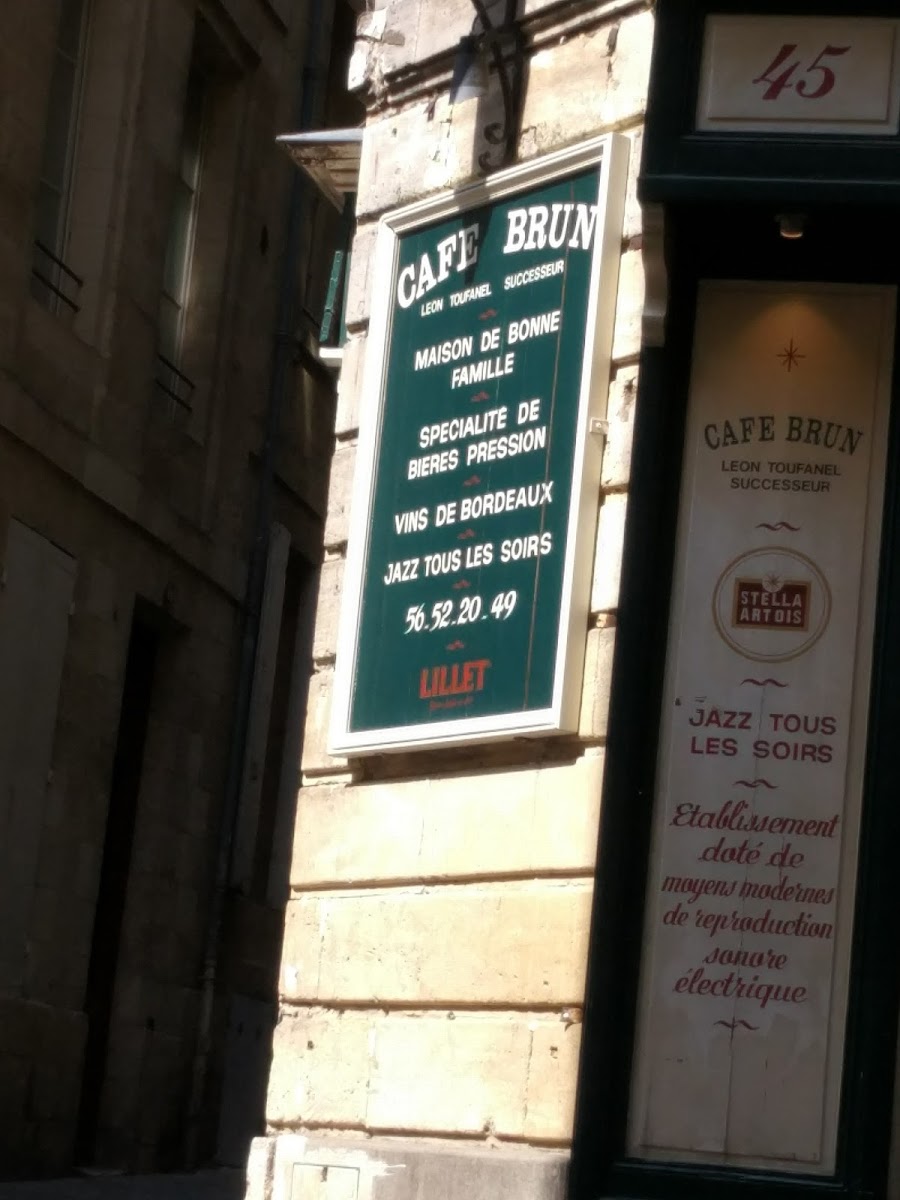 CAFE BRUN
LEON TOUFANEL SUCCESSEUR
MAISON DE BONNE
FAMILLE
SPECIALITÉ DE
BIERES PRESSION
VINS DE BORDEAUX
JAZZ TOUS LES SOIRS
56.52.20.49
LILLET
45
CAFE BRUN
LEON TOUFANEL
SUCCESSEUR
STELLA
ARTOIS
JAZZ TOUS
LES SOIRS
Etablissement
doté de
moyens modernes
de reproduction
sonore
électrique